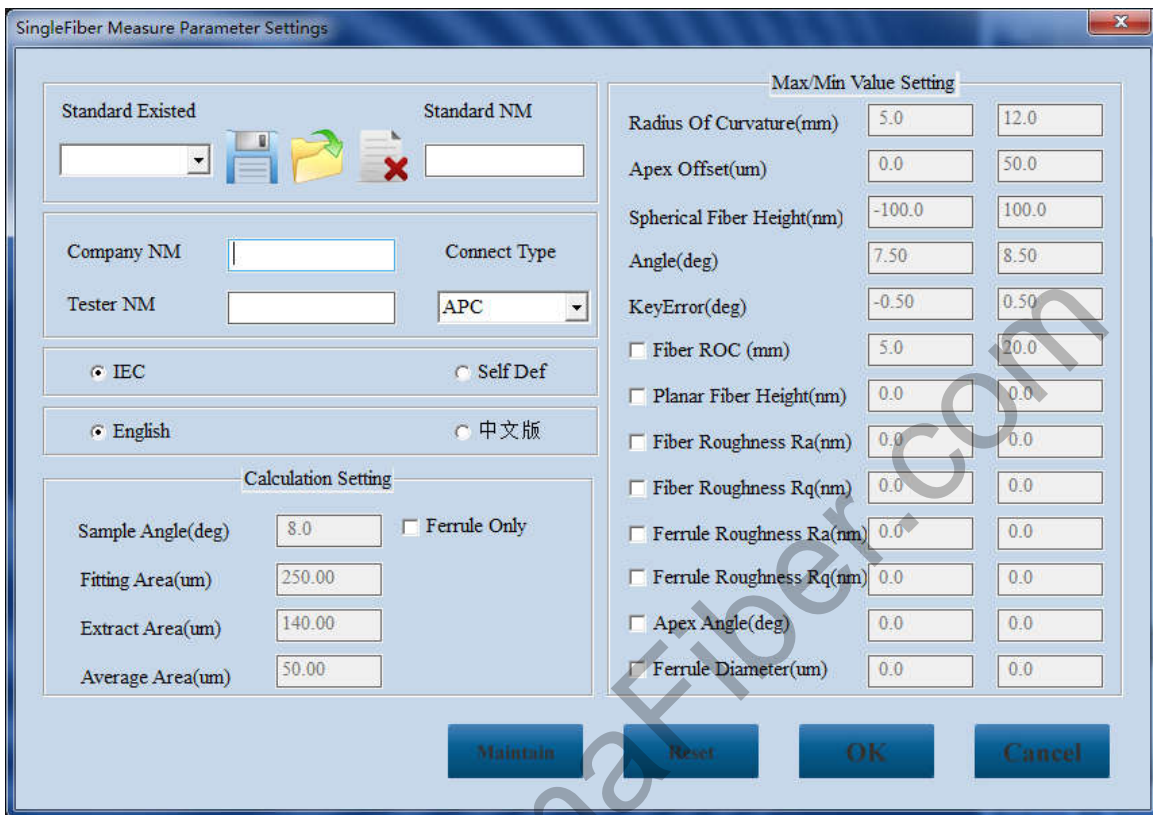 SingleFiber Measure Parameter Settings
x
Standard Existed
Standard NM
Company NM
Connect Type
Tester NM
APC
IEC
Self Def
English
中文版
Calculation Setting
Sample Angle(deg) 8.0
Ferrule Only
Fitting Area(um) 250.00
Extract Area(um) 140.00
Average Area(um) 50.00
Max/Min Value Setting
Radius Of Curvature(mm) 5.0 12.0
Apex Offset(um) 0.0 50.0
Spherical Fiber Height(nm) -100.0 100.0
Angle(deg) 7.50 8.50
KeyError(deg) -0.50 0.50
Fiber ROC (mm) 5.0 20.0
Planar Fiber Height(nm) 0.0 0.0
Fiber Roughness Ra(nm) 0.0 0.0
Fiber Roughness Rq(nm) 0.0 0.0
Ferrule Roughness Ra(nm) 0.0 0.0
Ferrule Roughness Rq(nm) 0.0 0.0
Apex Angle(deg) 0.0 0.0
Ferrule Diameter(um) 0.0 0.0
Maintain
Reset
OK
Cancel
naFiber.com